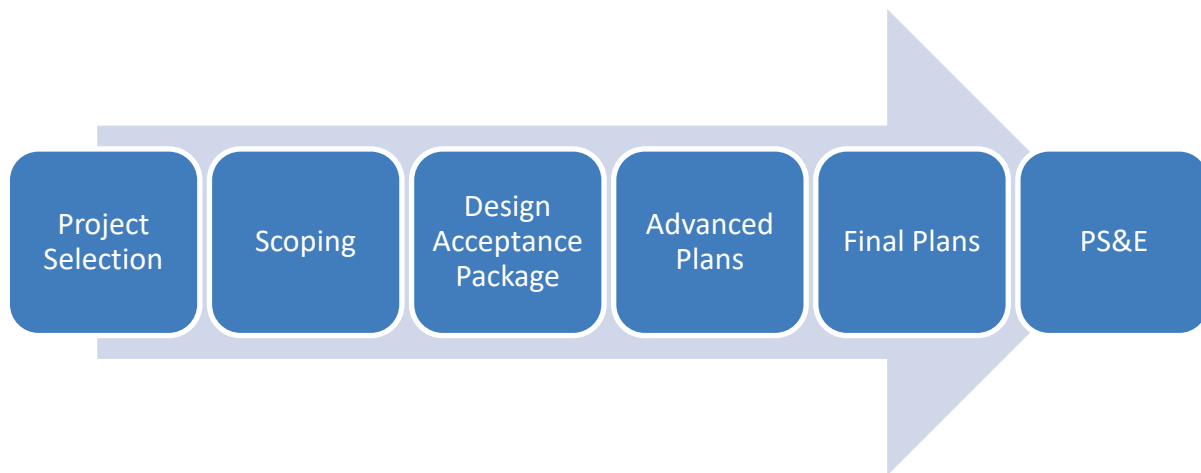 Project
Selection
Scoping
Design
Acceptance
Package
Advanced
Plans
Final Plans
PS&E